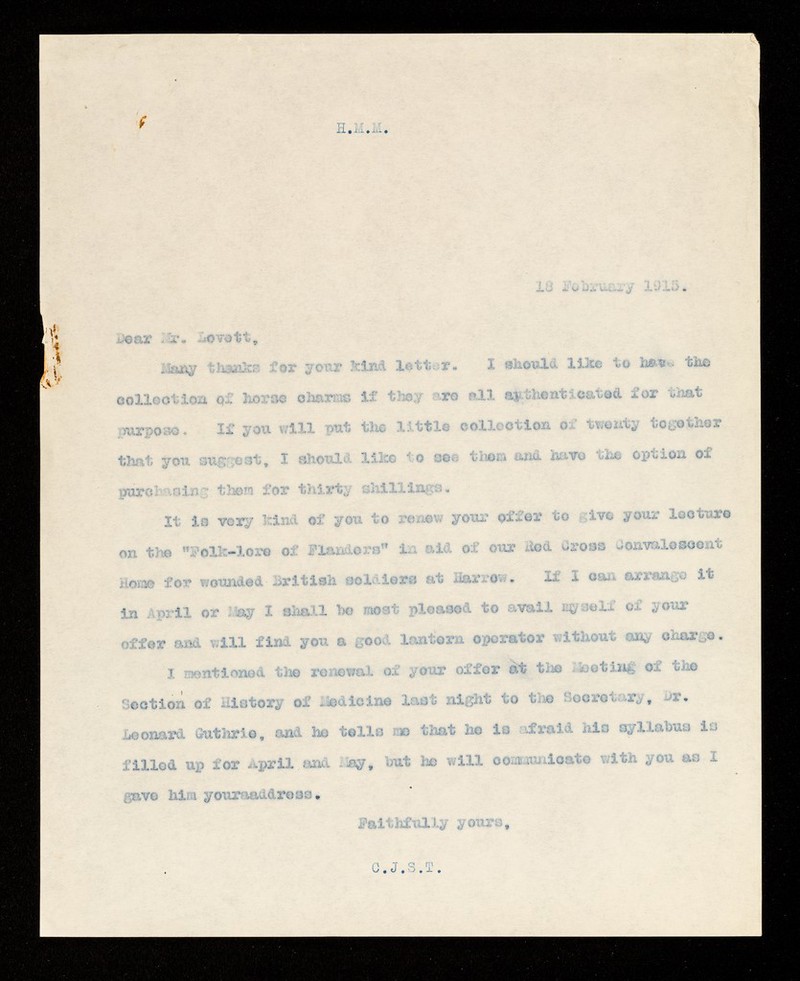 H.M.M.
18 February 1915.
Dear Mr. Lovett,
Many thanks for your kind letter. I should like to have the
collection of horse charms if they are all authenticated for that
purpose. If you will put the little collection of twenty together
that you suggest, I should like to see them and have the option of
purchasing them for thirty shillings.
It is very kind of you to renew your offer to give your lecture
on the "Folk-lore of Flanders" in aid of our Red Cross Convalescent
Home for wounded British soldiers at Harrow. If I can arrange it
in April or May I shall be most pleased to avail myself of your
offer and will find you a good lantern operator without any charge.
I mentioned the renewal of your offer at the Meeting of the
Section of History of Medicine last night to the Secretary, Dr.
Leonard Guthrie, and he tells me that he is afraid his syllabus is
filled up for April and May, but he will communicate with you as I
gave him youraaddress.
Faithfully yours,
C.J.S.T.